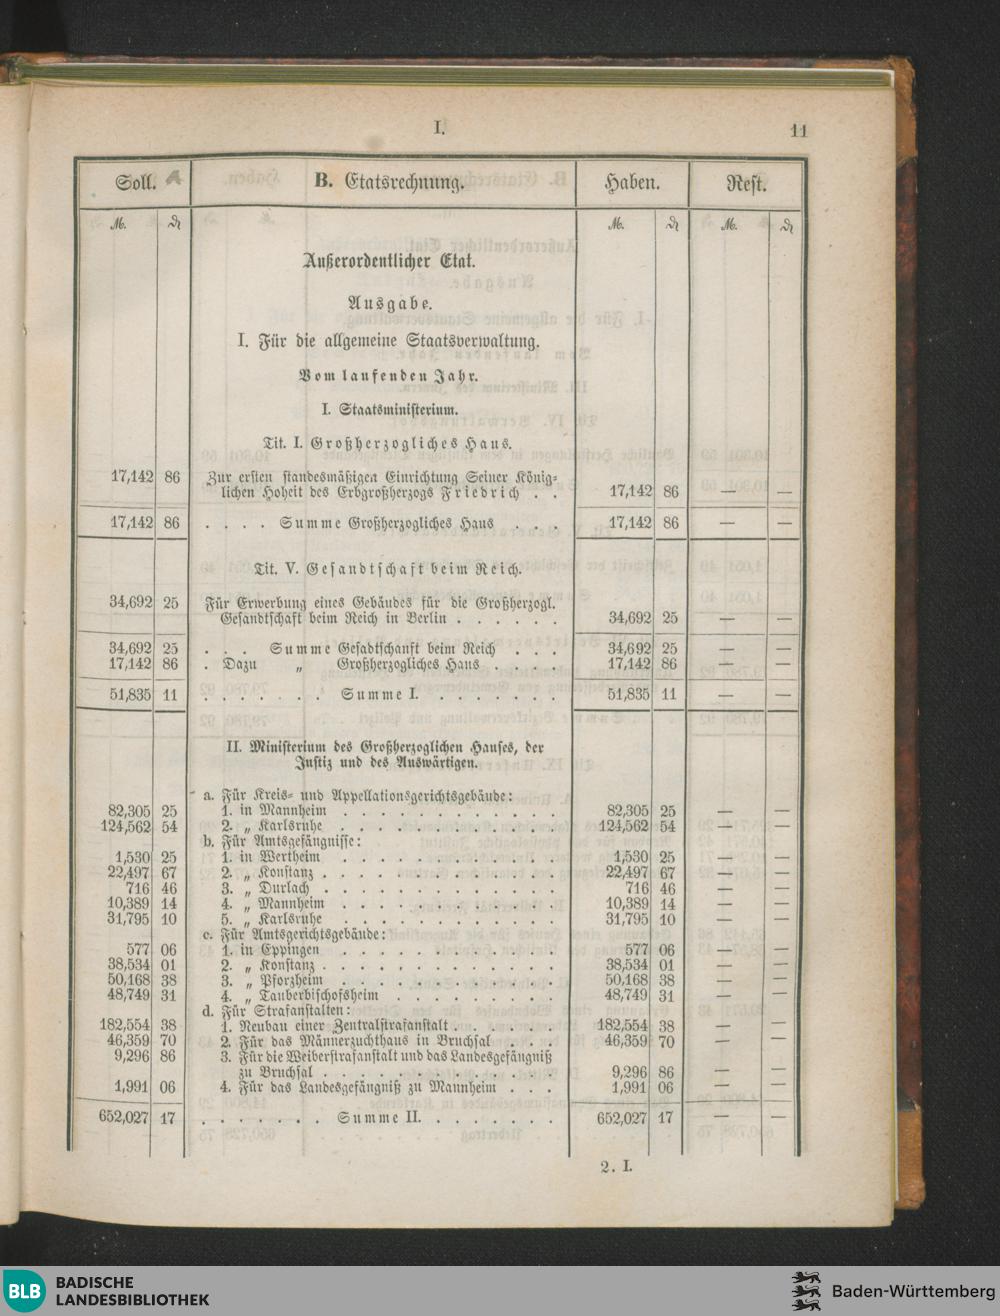 I. 11
Soll. A B. Etatsrechnung. Haben. Rest.
M. ₰ M. ₰ M. ₰
Außerordentlicher Etat.
Ausgabe.
I. Für die allgemeine Staatsverwaltung.
Vom laufenden Jahr.
I. Staatsministerium.
Tit. I. Großherzogliches Haus.
17,142 86 Zur ersten standesmäßigen Einrichtung Seiner König-
lichen Hoheit des Erbgroßherzogs Friedrich . . 17,142 86 — —
17,142 86 . . . . Summe Großherzogliches Haus . . . 17,142 86 — —
Tit. V. Gesandtschaft beim Reich.
34,692 25 Für Erwerbung eines Gebäudes für die Großherzogl.
Gesandtschaft beim Reich in Berlin . . . . . . 34,692 25 — —
34,692 25 . . . Summe Gesadtschanft beim Reich . . . 34,692 25 — —
17,142 86 . Dazu „ Großherzogliches Haus . . . . 17,142 86 — —
51,835 11 . . . . . . . Summe I. . . . . . . . 51,835 11 — —
II. Ministerium des Großherzoglichen Hauses, der
Justiz und des Auswärtigen.
a. Für Kreis- und Appellationsgerichtsgebäude:
82,305 25 1. in Mannheim . . . . . . . . . . . . 82,305 25 — —
124,562 54 2. „ Karlsruhe . . . . . . . . . . . . 124,562 54 — —
b. Für Amtsgefängnisse:
1,530 25 1. in Wertheim . . . . . . . . . . . . 1,530 25 — —
22,497 67 2. „ Konstanz . . . . . . . . . . . . . 22,497 67 — —
716 46 3. „ Durlach . . . . . . . . . . . . . 716 46 — —
10,389 14 4. „ Mannheim . . . . . . . . . . . . 10,389 14 — —
31,795 10 5. „ Karlsruhe . . . . . . . . . . . . 31,795 10 — —
c. Für Amtsgerichtsgebäude:
577 06 1. in Eppingen . . . . . . . . . . . . 577 06 — —
38,534 01 2. „ Konstanz . . . . . . . . . . . . . 38,534 01 — —
50,168 38 3. „ Pforzheim . . . . . . . . . . . . 50,168 38 — —
48,749 31 4. „ Tauberbischofsheim . . . . . . . . . 48,749 31 — —
d. Für Strafanstalten:
182,554 38 1. Neubau einer Zentralstrafanstalt . . . . . . 182,554 38 — —
46,359 70 2. Für das Männerzuchthaus in Bruchsal . . . 46,359 70 — —
9,296 86 3. Für die Weiberstrafanstalt und das Landesgefängniß
zu Bruchsal . . . . . . . . . . . . . 9,296 86 — —
1,991 06 4. Für das Landesgefängniß zu Mannheim . . . 1,991 06 — —
652,027 17 . . . . . . . Summe II. . . . . . . . 652,027 17 — —
2. I.
BLB BADISCHE
LANDESBIBLIOTHEK
Baden-Württemberg